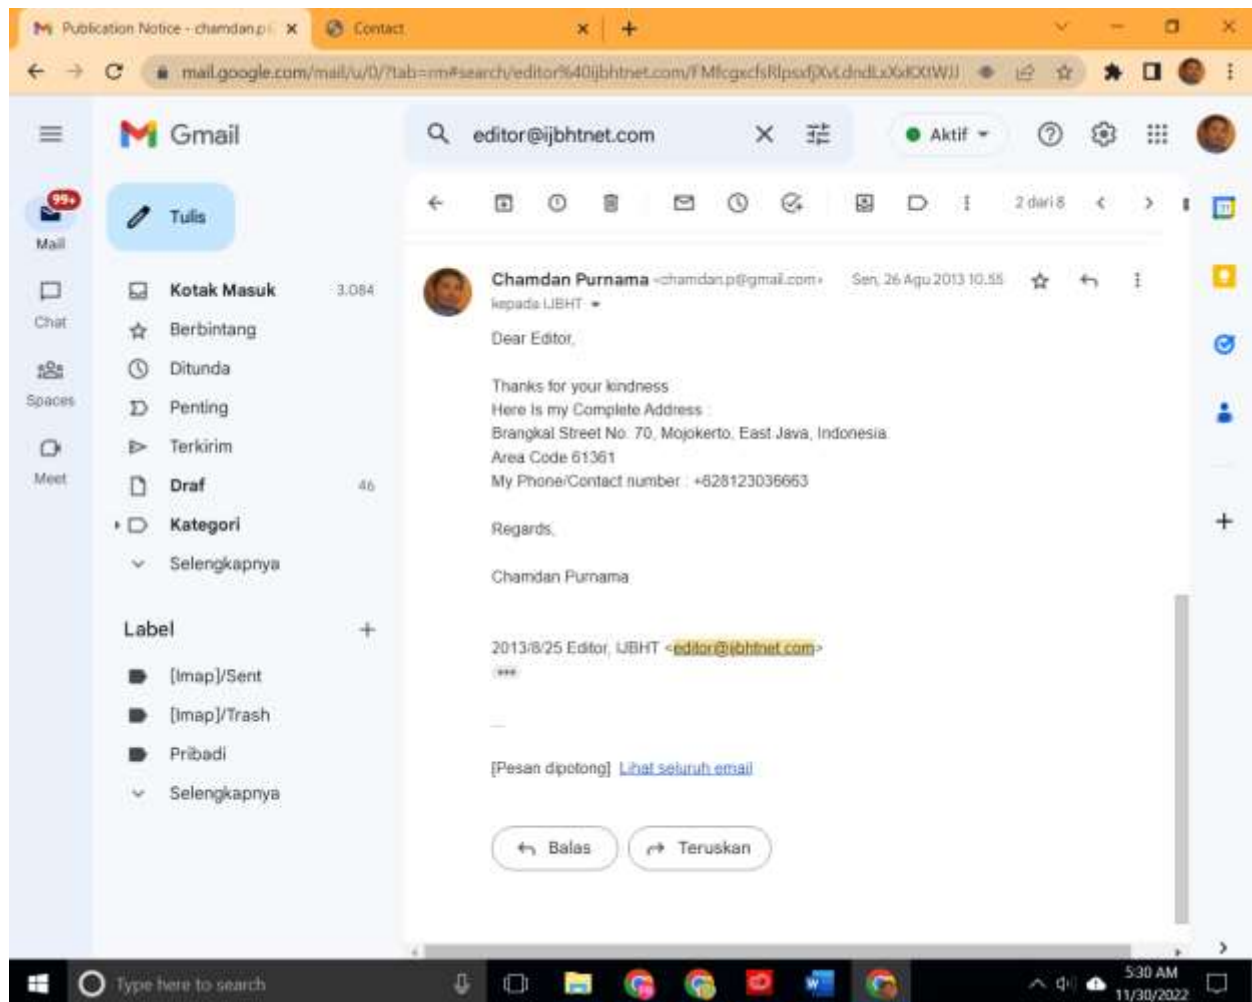 Publication Notice - chamdan.p
Contact
mail.google.com/mail/u/0/?tab=rm#search/editor%40ijbhtnet.com/
Gmail
editor@ijbhtnet.com
Aktif
99+
Mail
Tulis
2 dari 8
Chat
Spaces
Meet
Kotak Masuk 3.084
Berbintang
Ditunda
Penting
Terkirim
Draf 46
Kategori
Selengkapnya
Label
[Imap]/Sent
[Imap]/Trash
Pribadi
Selengkapnya
Chamdan Purnama <chamdan.p@gmail.com> Sen, 26 Agu 2013 10.55
kepada IJBHT
Dear Editor,
Thanks for your kindness
Here Is my Complete Address :
Brangkal Street No. 70, Mojokerto, East Java, Indonesia.
Area Code 61361
My Phone/Contact number : +628123036663
Regards,
Chamdan Purnama
2013/8/25 Editor, IJBHT <editor@ijbhtnet.com>
[Pesan dipotong] Lihat seluruh email
Balas
Teruskan
Type here to search
5:30 AM
11/30/2022